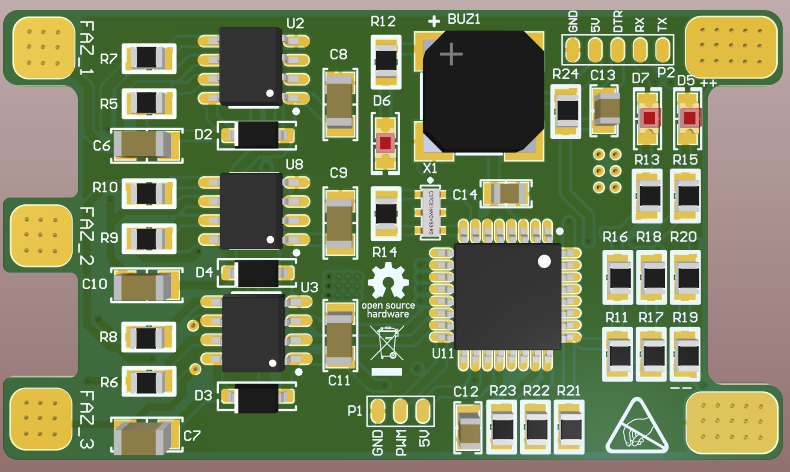 FAZ_1
R7
R5
C6
R10
R9
FAZ_2
C10
R8
R6
FAZ_3
C7
U2
D2
U8
D4
U3
D3
C8
C9
C11
R12
D6
R14
open source
hardware
P1
GND
PWM
5V
+ BUZ1
+
X1
C14
U11
C12
R23
R22
R21
GND
5V
DTR
RX
TX
P2
R24
C13
D7
D5
++
R13
R15
R16
R18
R20
R11
R17
R19
--